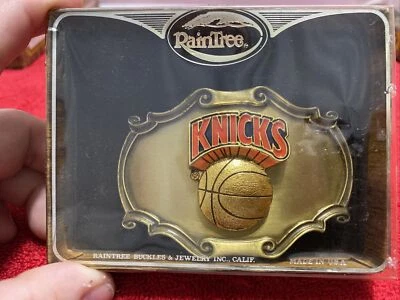 RainTree
KNICKS
RAINTREE BUCKLES & JEWELRY INC., CALIF.
MADE IN U.S.A.